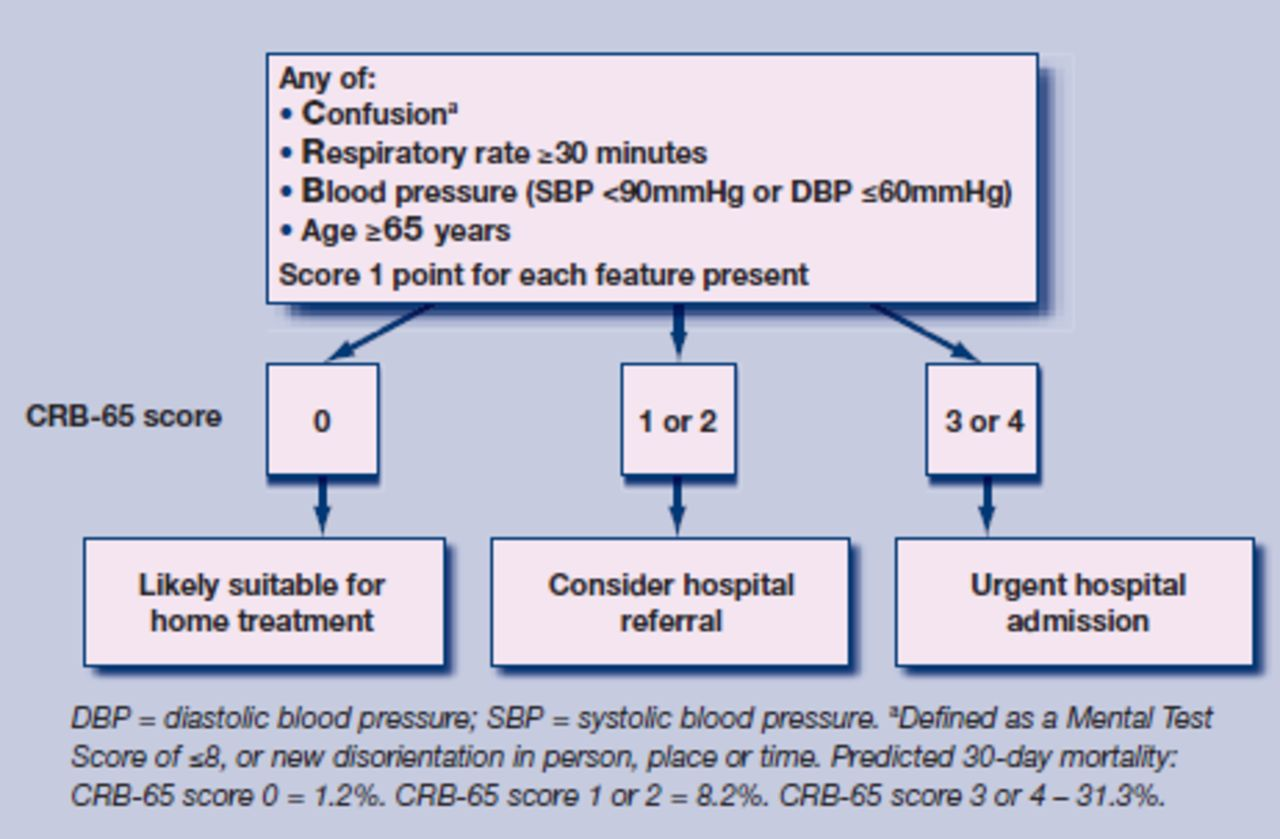 Any of:
• Confusionª
• Respiratory rate ≥30 minutes
• Blood pressure (SBP <90mmHg or DBP ≤60mmHg)
• Age ≥65 years
Score 1 point for each feature present
CRB-65 score
0
1 or 2
3 or 4
Likely suitable for
home treatment
Consider hospital
referral
Urgent hospital
admission
DBP = diastolic blood pressure; SBP = systolic blood pressure. ªDefined as a Mental Test
Score of ≤8, or new disorientation in person, place or time. Predicted 30-day mortality:
CRB-65 score 0 = 1.2%. CRB-65 score 1 or 2 = 8.2%. CRB-65 score 3 or 4 – 31.3%.